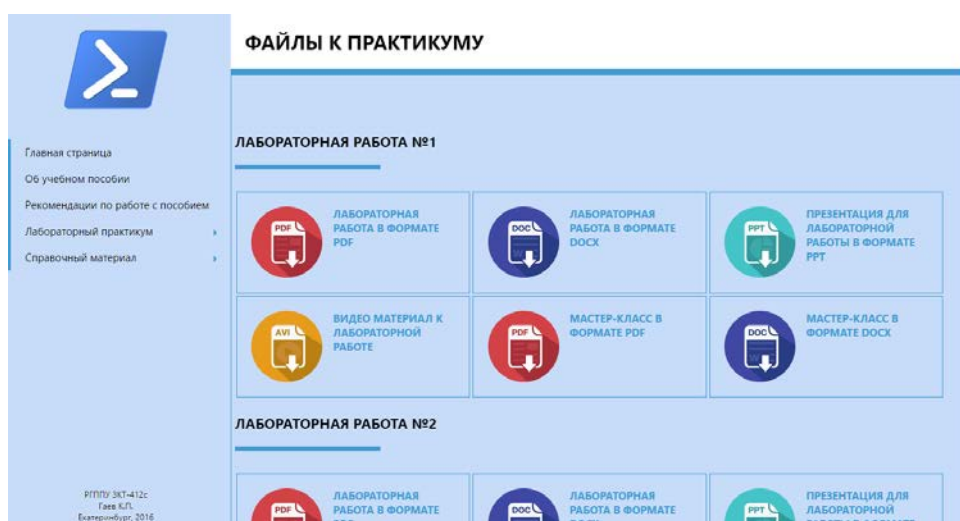 ФАЙЛЫ К ПРАКТИКУМУ
Главная страница
Об учебном пособии
Рекомендации по работе с пособием
Лабораторный практикум
Справочный материал
РГППУ ЗКТ-412с
Гаев К.П.
Екатеринбург, 2016
ЛАБОРАТОРНАЯ РАБОТА №1
PDF
ЛАБОРАТОРНАЯ
РАБОТА В ФОРМАТЕ
PDF
DOC
ЛАБОРАТОРНАЯ
РАБОТА В ФОРМАТЕ
DOCX
PPT
ПРЕЗЕНТАЦИЯ ДЛЯ
ЛАБОРАТОРНОЙ
РАБОТЫ В ФОРМАТЕ
PPT
AVI
ВИДЕО МАТЕРИАЛ К
ЛАБОРАТОРНОЙ
РАБОТЕ
PDF
МАСТЕР-КЛАСС В
ФОРМАТЕ PDF
DOC
МАСТЕР-КЛАСС В
ФОРМАТЕ DOCX
ЛАБОРАТОРНАЯ РАБОТА №2
PDF
ЛАБОРАТОРНАЯ
РАБОТА В ФОРМАТЕ
DOC
ЛАБОРАТОРНАЯ
РАБОТА В ФОРМАТЕ
PPT
ПРЕЗЕНТАЦИЯ ДЛЯ
ЛАБОРАТОРНОЙ